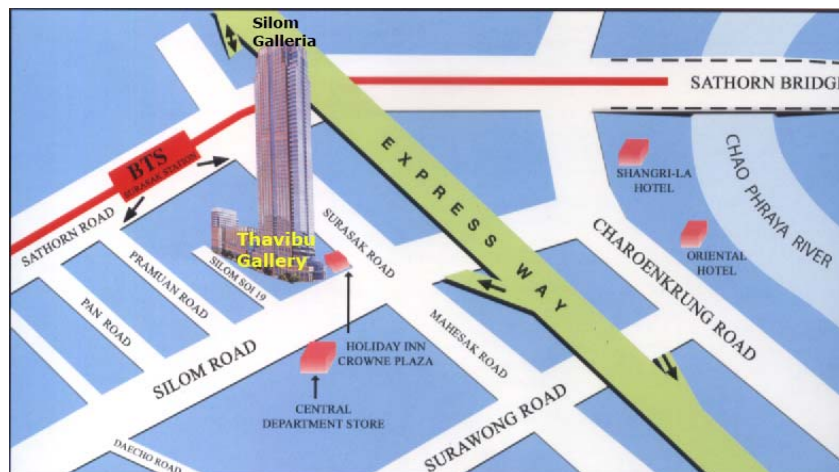 Silom
Galleria
SATHORN BRIDGE
BTS
SURASAK STATION
EXPRESS WAY
SHANGRI-LA
HOTEL
CHAO PHRAYA RIVER
SATHORN ROAD
Thavibu
Gallery
SURASAK ROAD
ORIENTAL
HOTEL
PRAMUAN ROAD
SILOM SOI 19
CHAROENKRUNG ROAD
PAN ROAD
HOLIDAY INN
CROWNE PLAZA
MAHESAK ROAD
SILOM ROAD
CENTRAL
DEPARTMENT STORE
SURAWONG ROAD
DAECHO ROAD